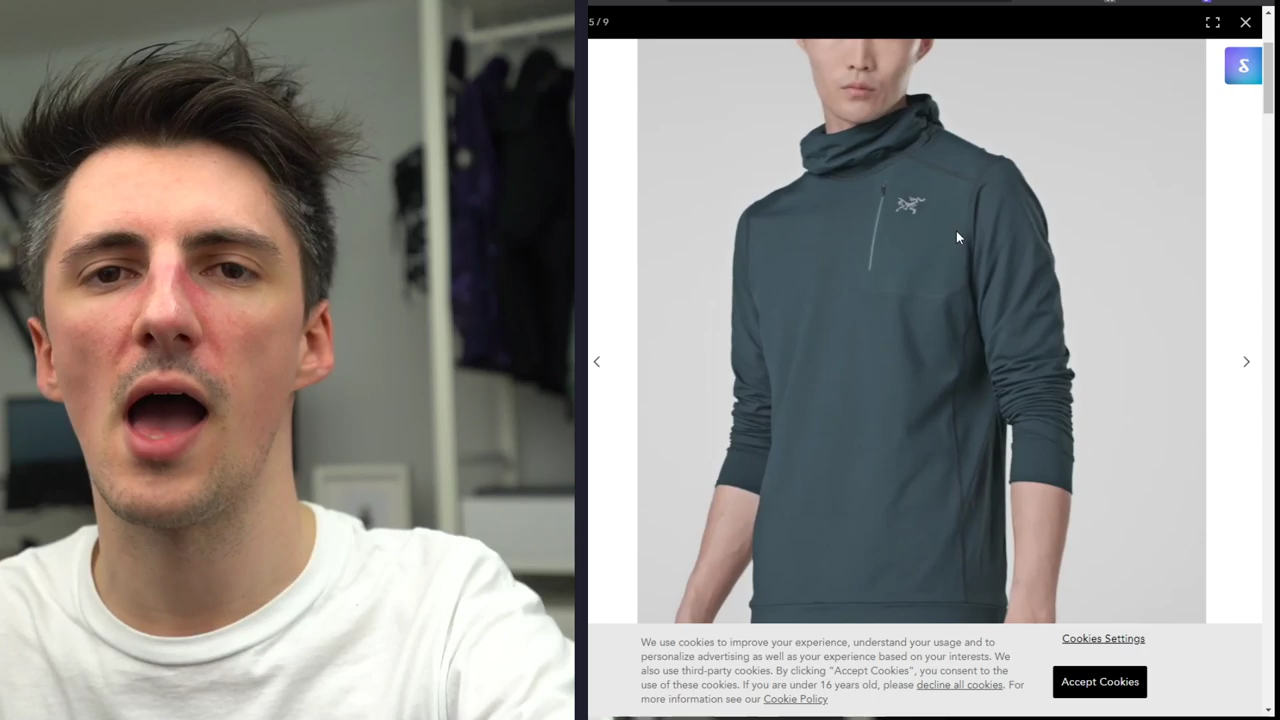 5 / 9
We use cookies to improve your experience, understand your usage and to
personalize advertising as well as your experience based on your interests. We
also use third-party cookies. By clicking "Accept Cookies", you consent to the
use of these cookies. If you are under 16 years old, please decline all cookies. For
more information see our Cookie Policy
Cookies Settings
Accept Cookies